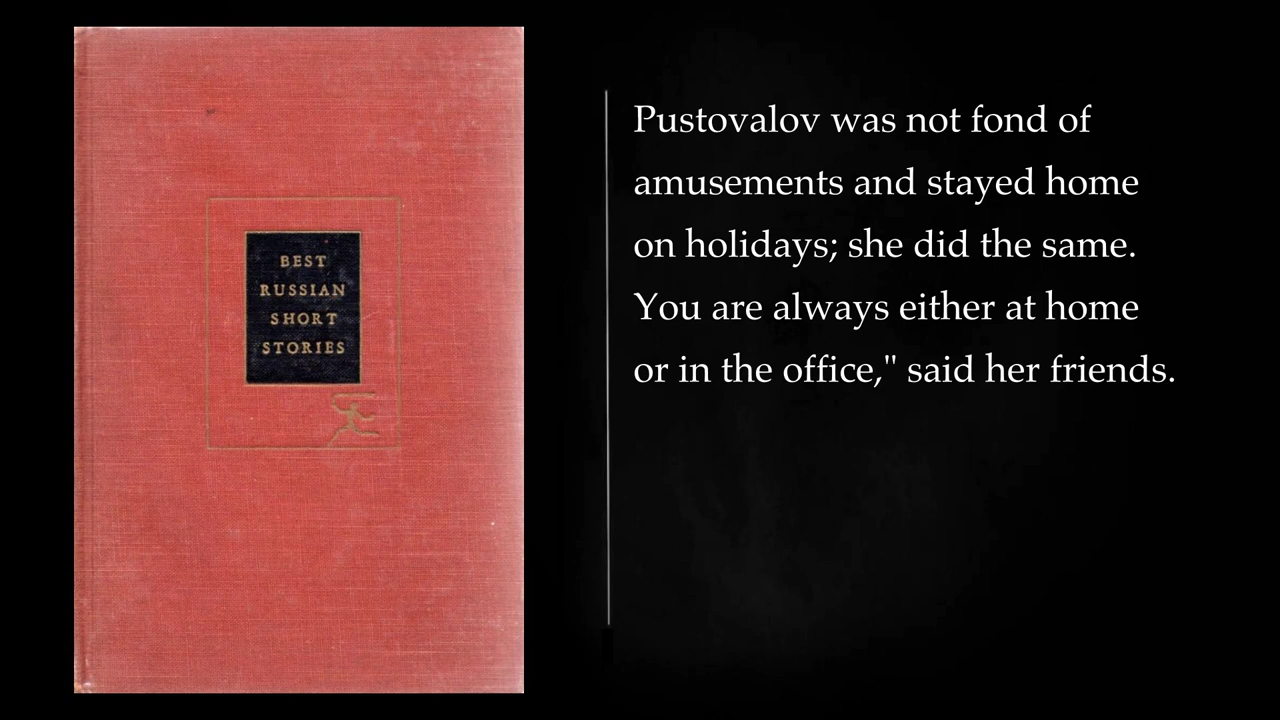 BEST
RUSSIAN
SHORT
STORIES
Pustovalov was not fond of
amusements and stayed home
on holidays; she did the same.
You are always either at home
or in the office," said her friends.